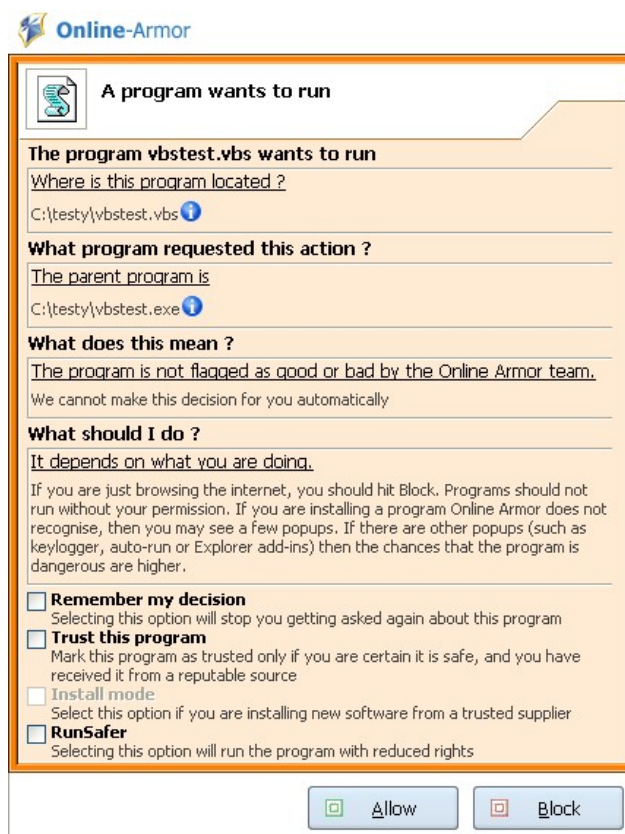 Online-Armor
A program wants to run
The program vbstest.vbs wants to run
Where is this program located ?
C:\testy\vbstest.vbs
What program requested this action ?
The parent program is
C:\testy\vbstest.exe
What does this mean ?
The program is not flagged as good or bad by the Online Armor team.
We cannot make this decision for you automatically
What should I do ?
It depends on what you are doing.
If you are just browsing the internet, you should hit Block. Programs should not
run without your permission. If you are installing a program Online Armor does not
recognise, then you may see a few popups. If there are other popups (such as
keylogger, auto-run or Explorer add-ins) then the chances that the program is
dangerous are higher.
Remember my decision
Selecting this option will stop you getting asked again about this program
Trust this program
Mark this program as trusted only if you are certain it is safe, and you have
received it from a reputable source
Install mode
Select this option if you are installing new software from a trusted supplier
RunSafer
Selecting this option will run the program with reduced rights
Allow
Block